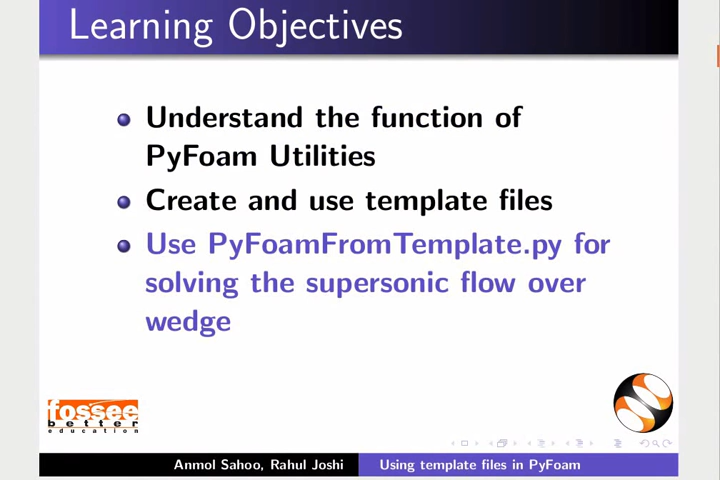 Learning Objectives
Understand the function of
PyFoam Utilities
Create and use template files
Use PyFoamFromTemplate.py for
solving the supersonic flow over
wedge
fossee
better
education
Anmol Sahoo, Rahul Joshi
Using template files in PyFoam